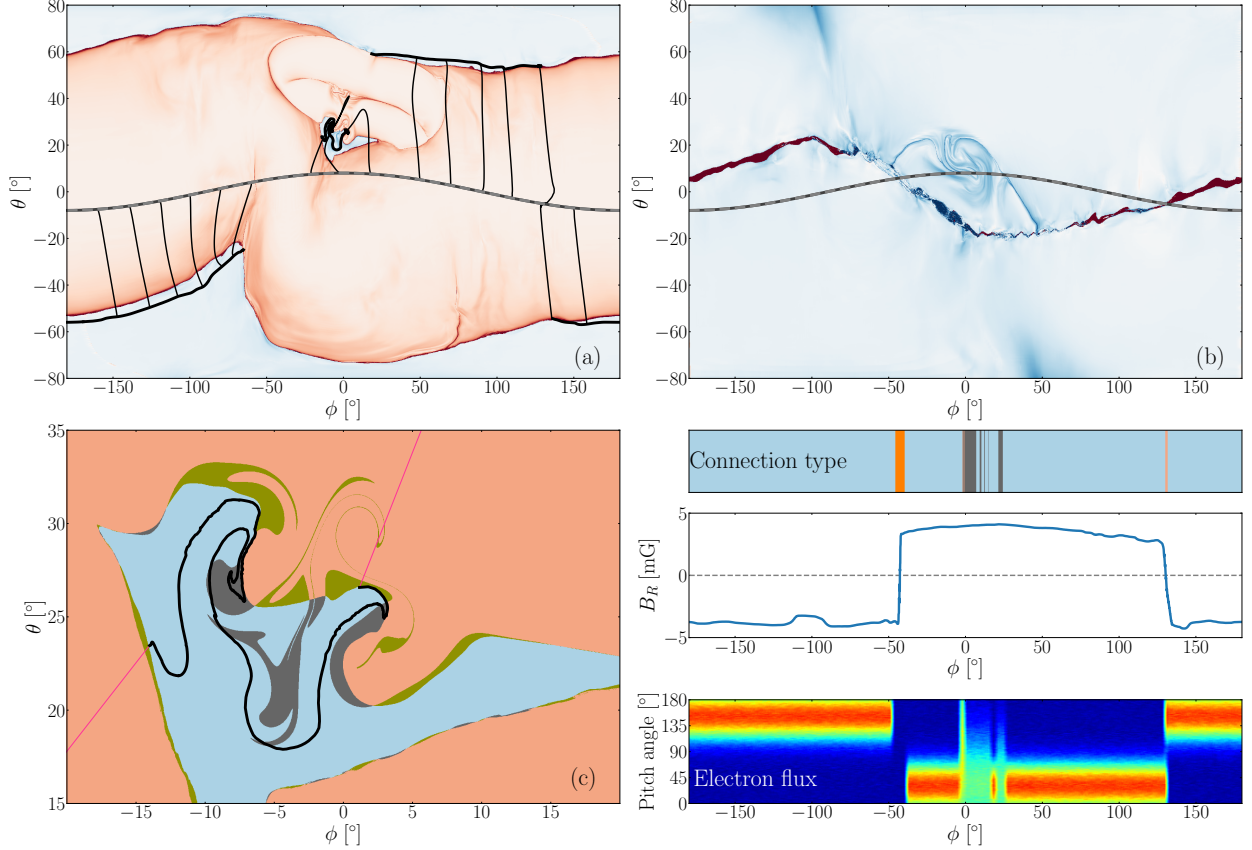 80
60
40
20
0
−20
−40
−60
−80
θ [°]
−150 −100 −50 0 50 100 150
ϕ [°]
(a)
80
60
40
20
0
−20
−40
−60
−80
θ [°]
−150 −100 −50 0 50 100 150
ϕ [°]
(b)
35
30
25
20
15
θ [°]
−15 −10 −5 0 5 10 15
ϕ [°]
(c)
Connection type
5
0
−5
B_R [mG]
−150 −100 −50 0 50 100 150
ϕ [°]
180
135
90
45
0
Pitch angle [°]
Electron flux
−150 −100 −50 0 50 100 150
ϕ [°]